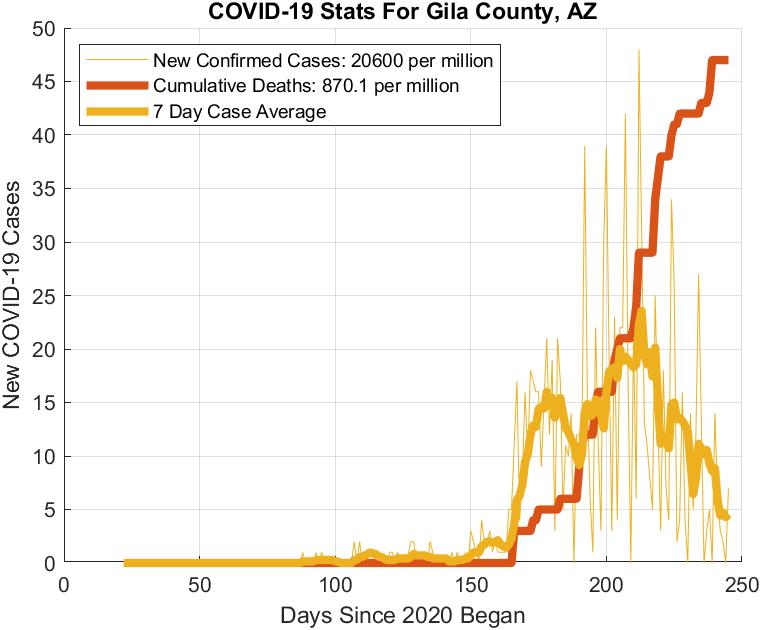 COVID-19 Stats For Gila County, AZ
New Confirmed Cases: 20600 per million
Cumulative Deaths: 870.1 per million
7 Day Case Average
New COVID-19 Cases
50
45
40
35
30
25
20
15
10
5
0
0 50 100 150 200 250
Days Since 2020 Began